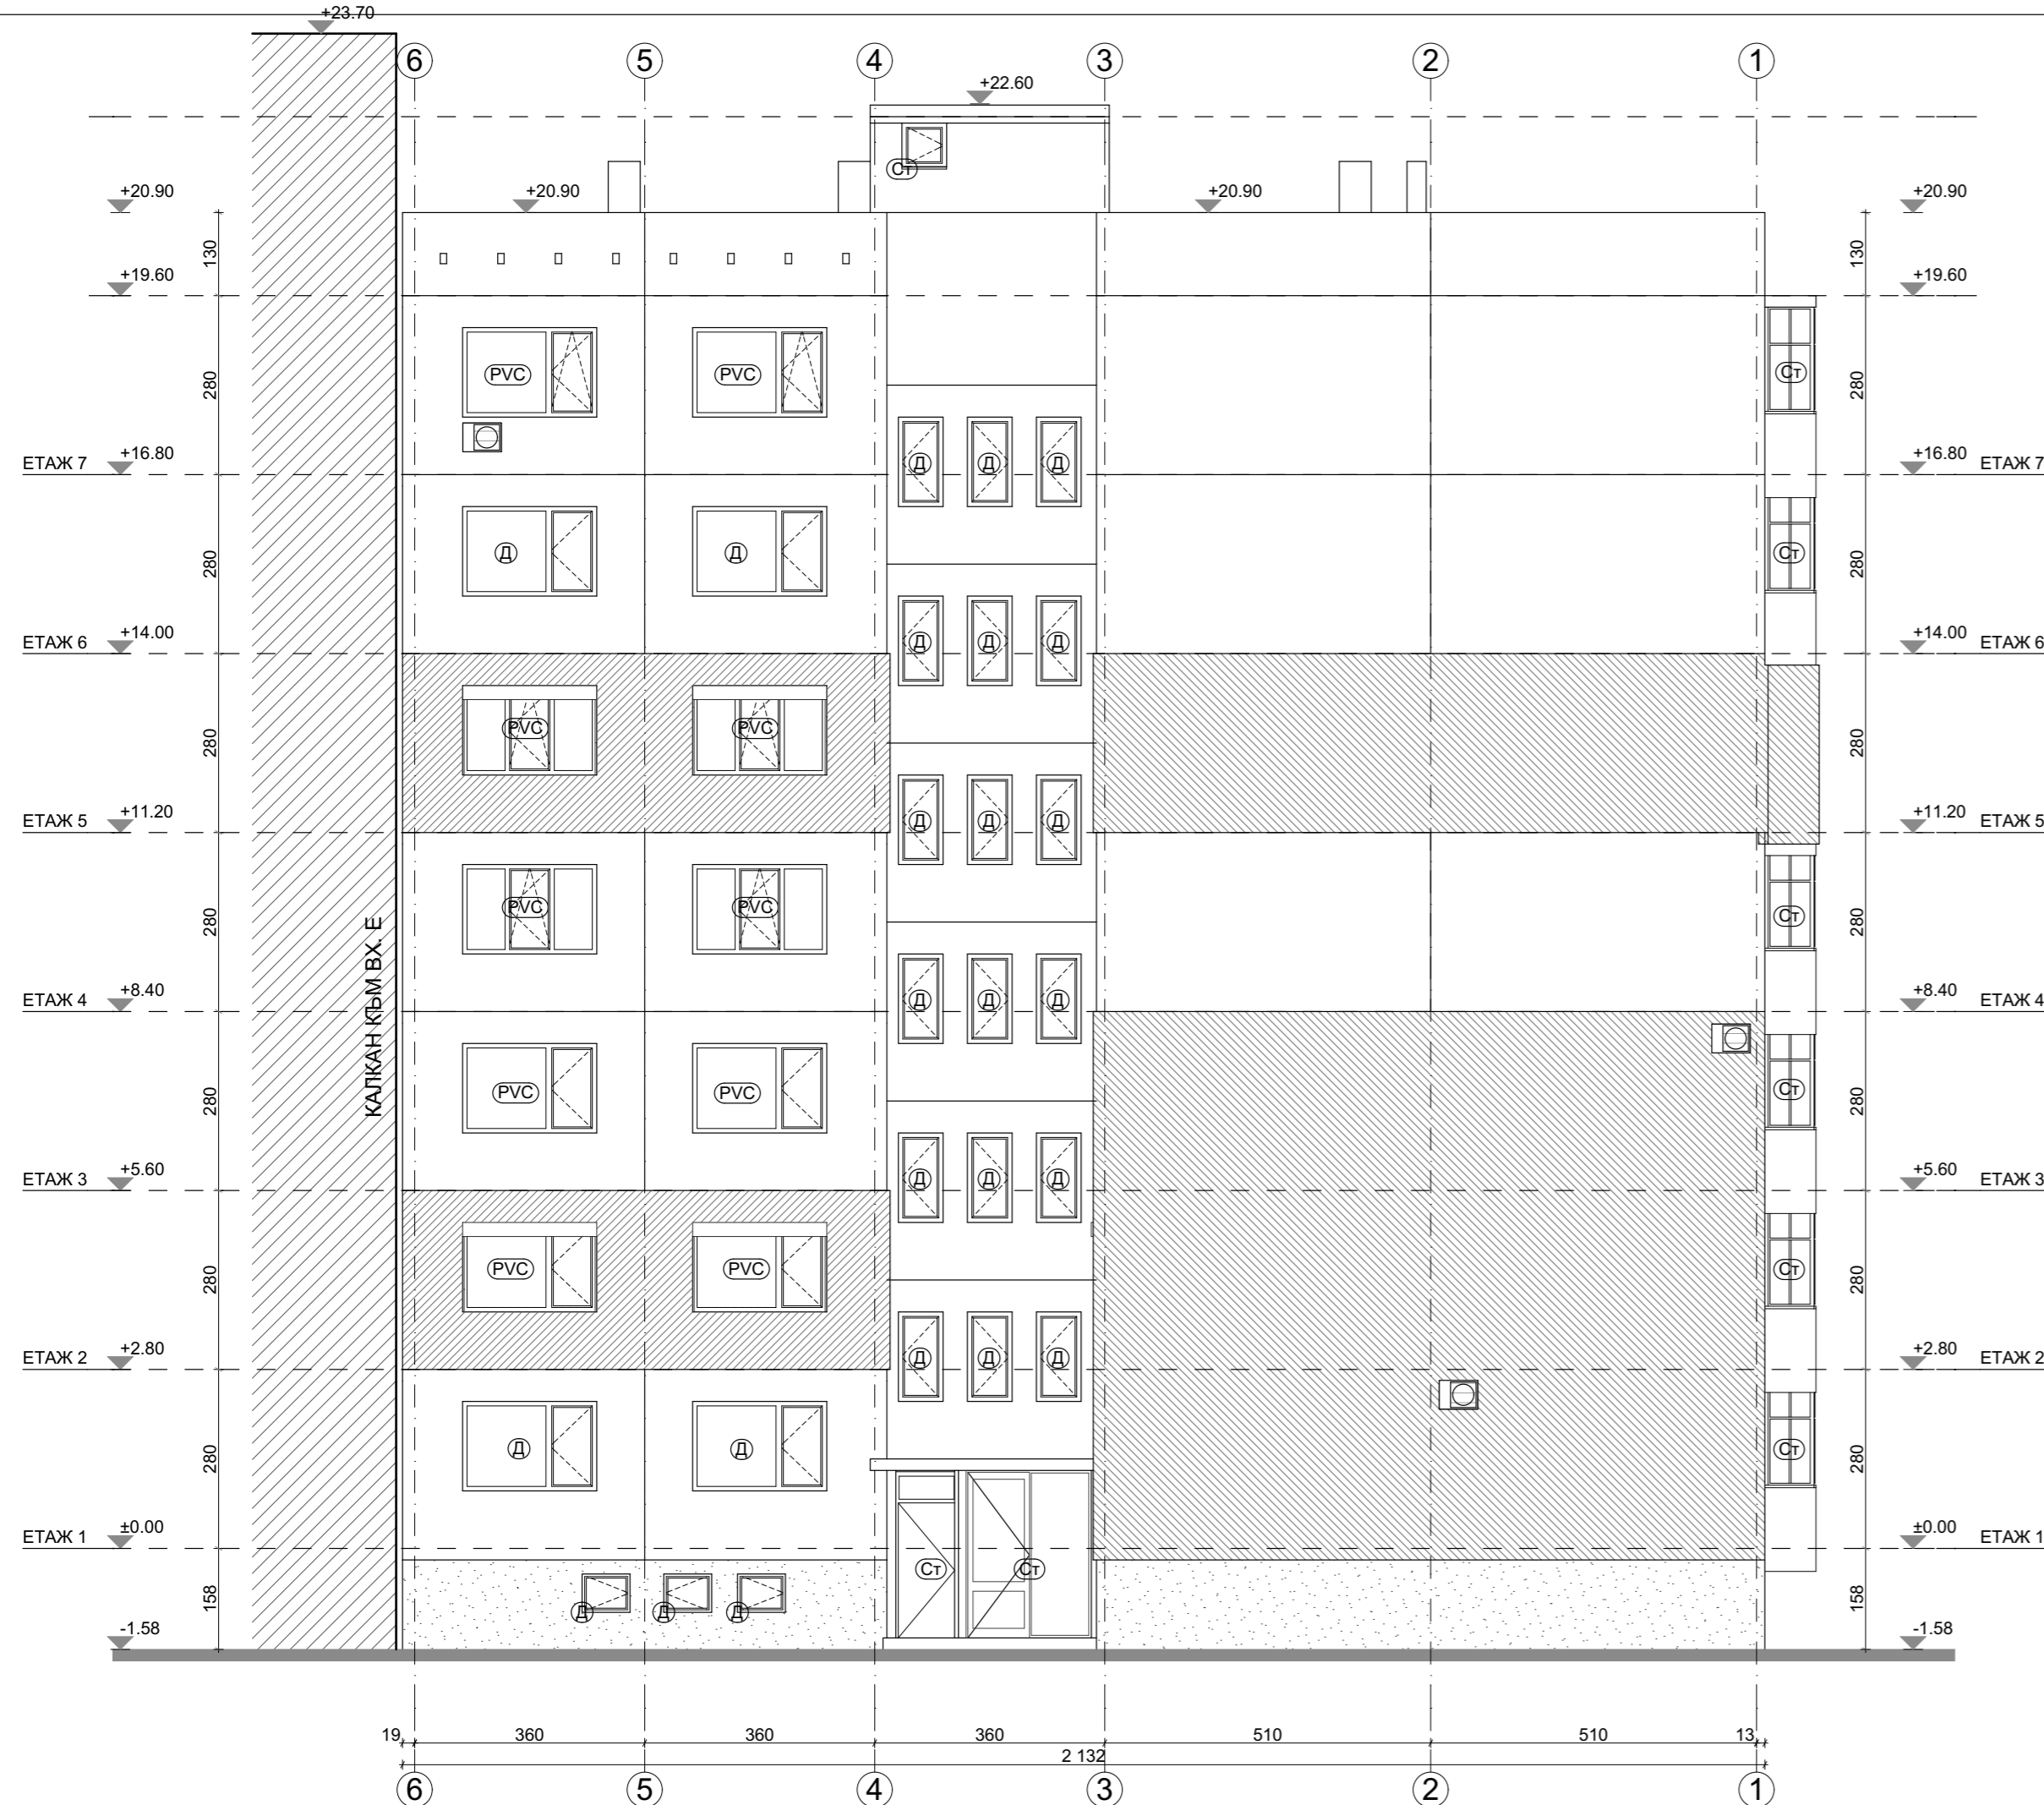 +23.70
6 5 4 3 2 1
+22.60
Ст
+20.90 +20.90 +20.90 +20.90
130 130
+19.60 +19.60
PVC PVC Ст
280 280
ЕТАЖ 7 +16.80 Д Д Д +16.80 ЕТАЖ 7
Д Д Ст
280 280
ЕТАЖ 6 +14.00 Д Д Д +14.00 ЕТАЖ 6
PVC PVC
280 280
ЕТАЖ 5 +11.20 Д Д Д +11.20 ЕТАЖ 5
PVC PVC Ст
280 280
КАЛКАН КЪМ ВХ. Е
ЕТАЖ 4 +8.40 Д Д Д +8.40 ЕТАЖ 4
PVC PVC Ст
280 280
ЕТАЖ 3 +5.60 Д Д Д +5.60 ЕТАЖ 3
PVC PVC Ст
280 280
ЕТАЖ 2 +2.80 Д Д Д +2.80 ЕТАЖ 2
Д Д Ст
280 280
ЕТАЖ 1 ±0.00 ±0.00 ЕТАЖ 1
Ст Ст
158 158
Д Д Д
-1.58 -1.58
19 360 360 360 510 510 13
2 132
6 5 4 3 2 1